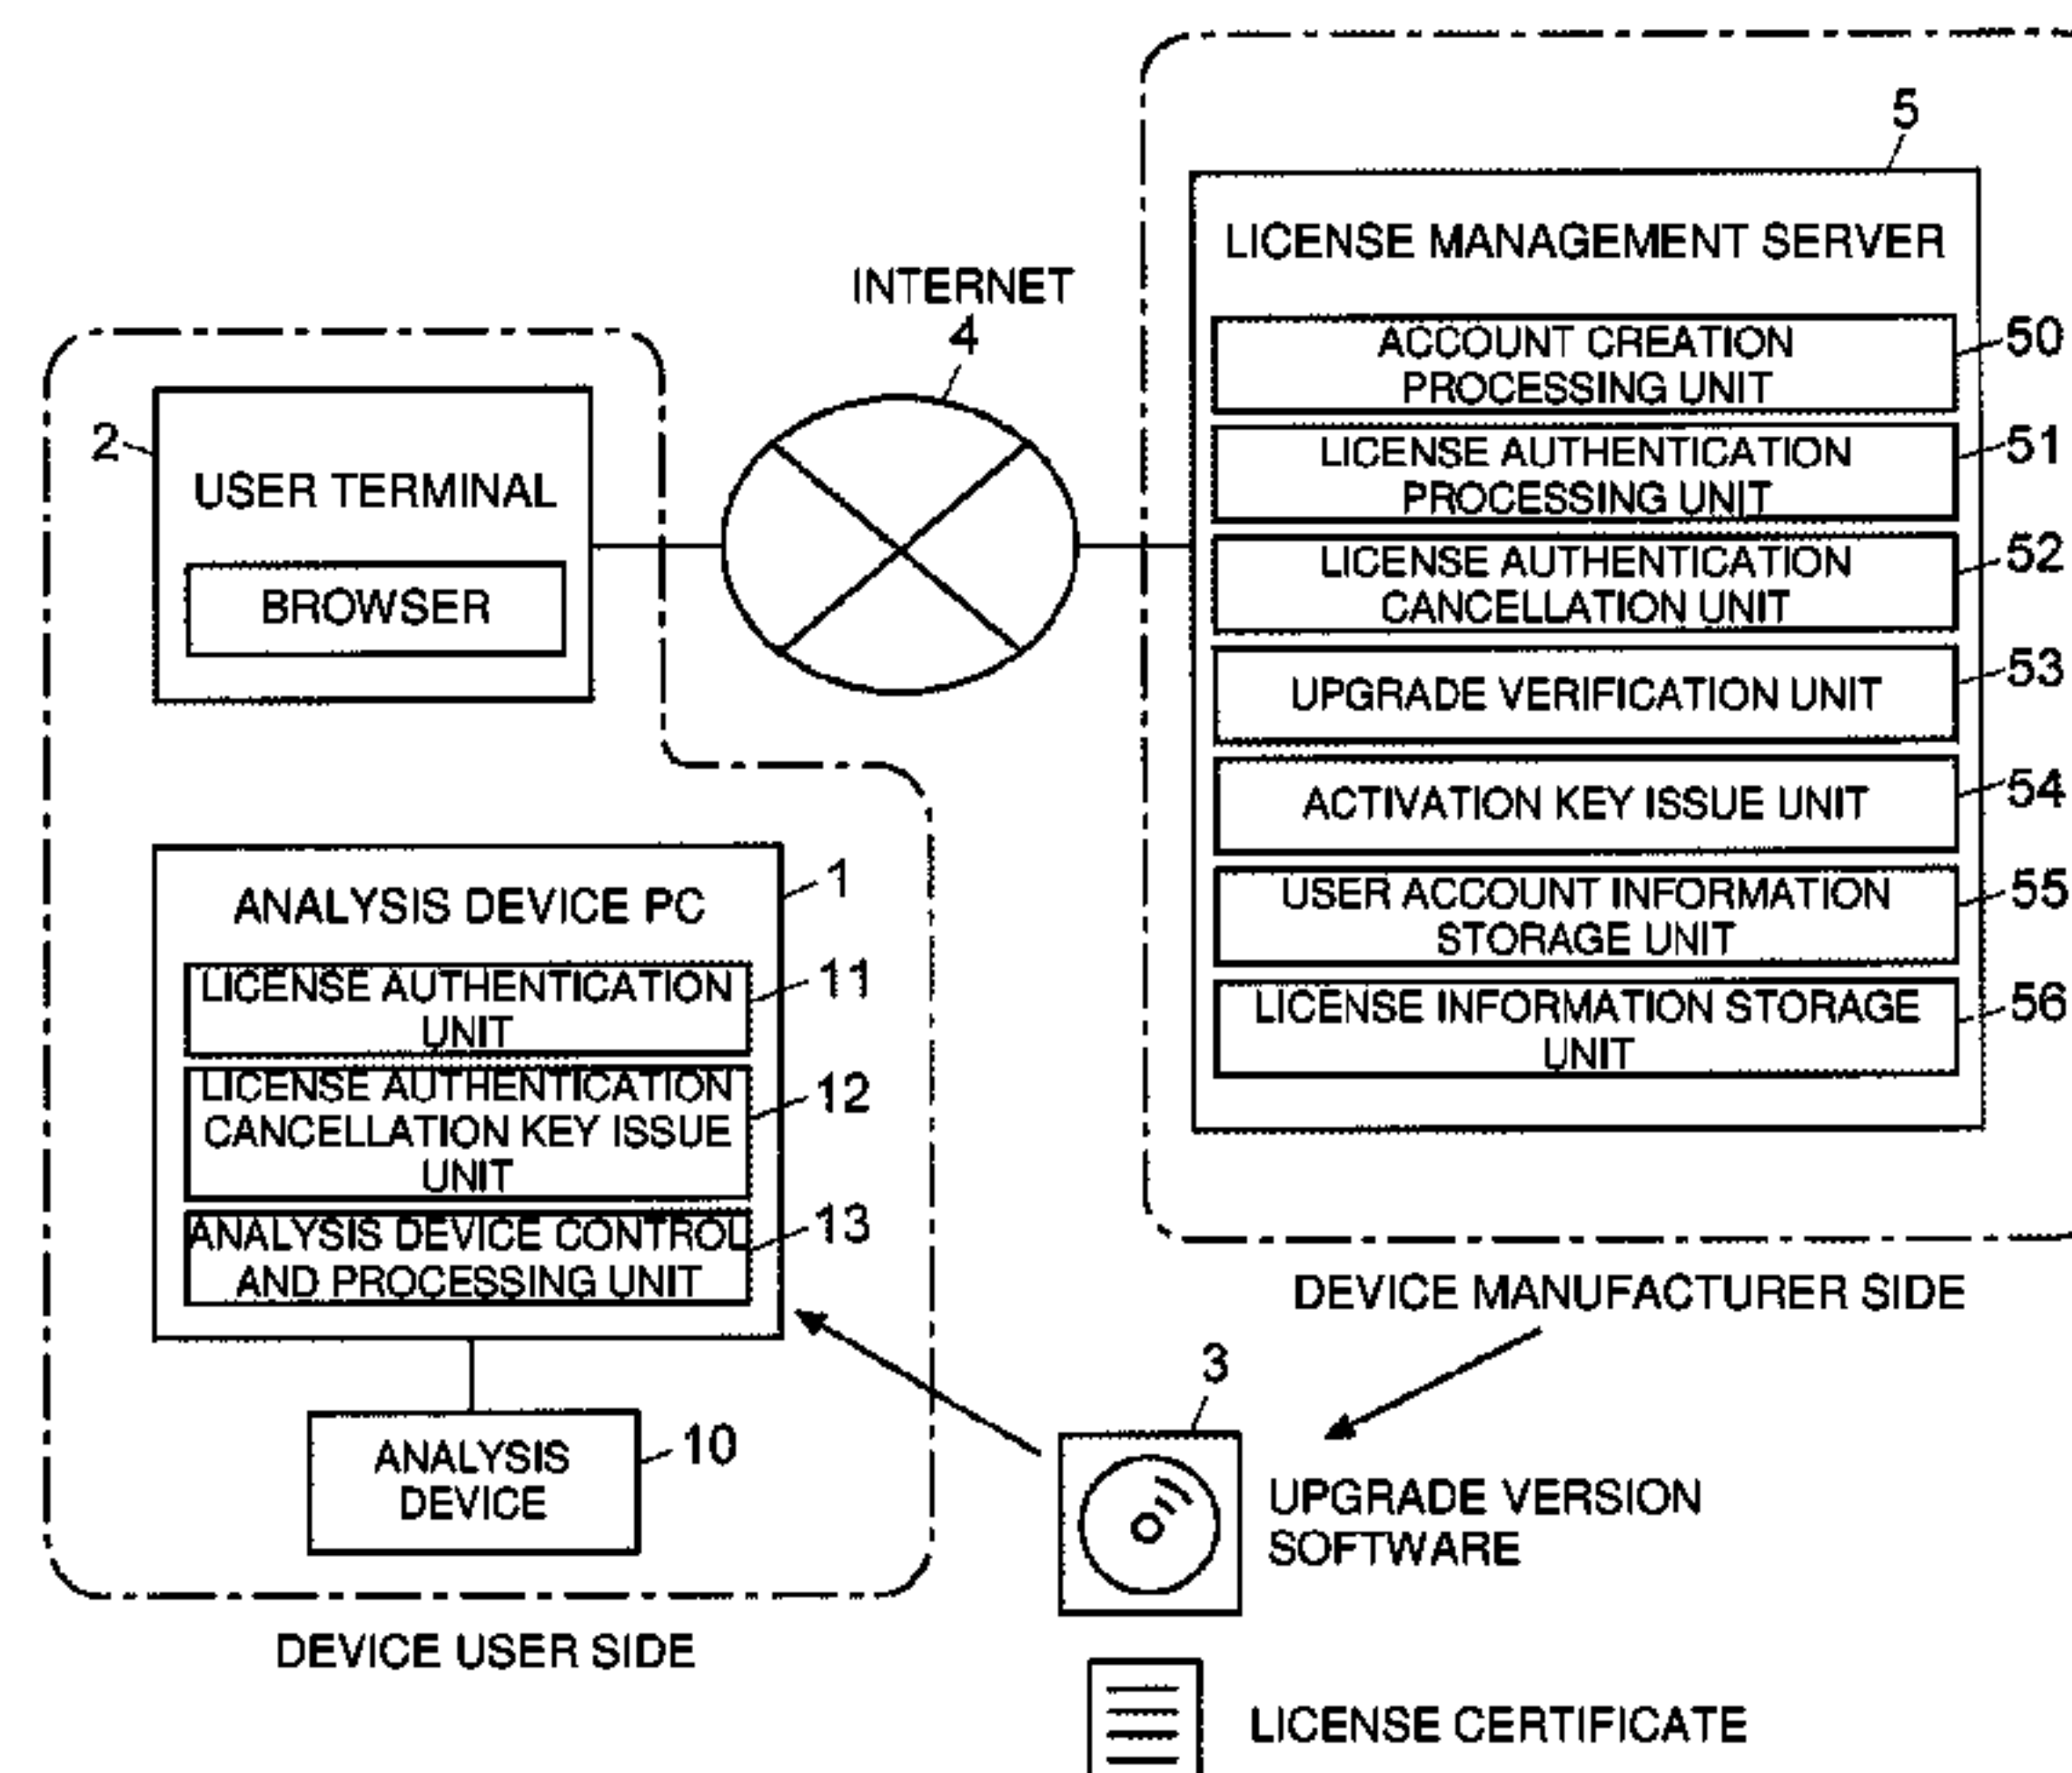 5
LICENSE MANAGEMENT SERVER
INTERNET
4
ACCOUNT CREATION
PROCESSING UNIT
50
2
USER TERMINAL
BROWSER
LICENSE AUTHENTICATION
PROCESSING UNIT
51
LICENSE AUTHENTICATION
CANCELLATION UNIT
52
UPGRADE VERIFICATION UNIT
53
ACTIVATION KEY ISSUE UNIT
54
USER ACCOUNT INFORMATION
STORAGE UNIT
55
LICENSE INFORMATION STORAGE
UNIT
56
DEVICE MANUFACTURER SIDE
ANALYSIS DEVICE PC
1
LICENSE AUTHENTICATION
UNIT
11
LICENSE AUTHENTICATION
CANCELLATION KEY ISSUE
UNIT
12
ANALYSIS DEVICE CONTROL
AND PROCESSING UNIT
13
ANALYSIS
DEVICE
10
DEVICE USER SIDE
3
UPGRADE VERSION
SOFTWARE
LICENSE CERTIFICATE